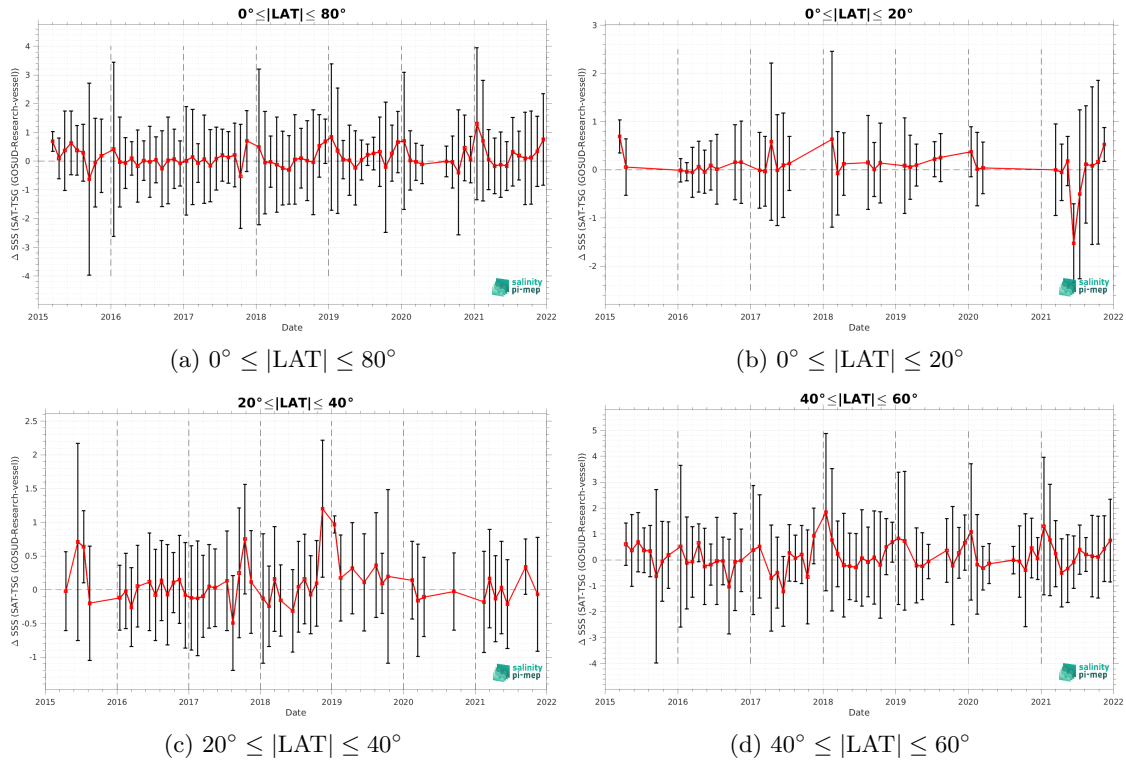 0°≤|LAT|≤ 80°
Δ SSS (SAT-TSG (GOSUD-Research-vessel))
4
3
2
1
0
-1
-2
-3
-4
2015 2016 2017 2018 2019 2020 2021 2022
Date
salinity
pi-mep
(a) 0° ≤ |LAT| ≤ 80°
0°≤|LAT|≤ 20°
Δ SSS (SAT-TSG (GOSUD-Research-vessel))
3
2
1
0
-1
-2
2015 2016 2017 2018 2019 2020 2021 2022
Date
salinity
pi-mep
(b) 0° ≤ |LAT| ≤ 20°
20°≤|LAT|≤ 40°
Δ SSS (SAT-TSG (GOSUD-Research-vessel))
2.5
2
1.5
1
0.5
0
-0.5
-1
2015 2016 2017 2018 2019 2020 2021 2022
Date
salinity
pi-mep
(c) 20° ≤ |LAT| ≤ 40°
40°≤|LAT|≤ 60°
Δ SSS (SAT-TSG (GOSUD-Research-vessel))
5
4
3
2
1
0
-1
-2
-3
-4
2015 2016 2017 2018 2019 2020 2021 2022
Date
salinity
pi-mep
(d) 40° ≤ |LAT| ≤ 60°